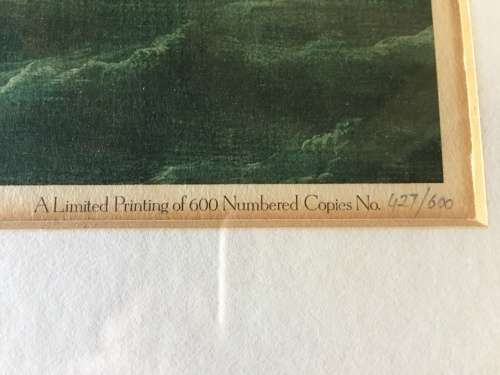 A Limited Printing of 600 Numbered Copies No. 427/600